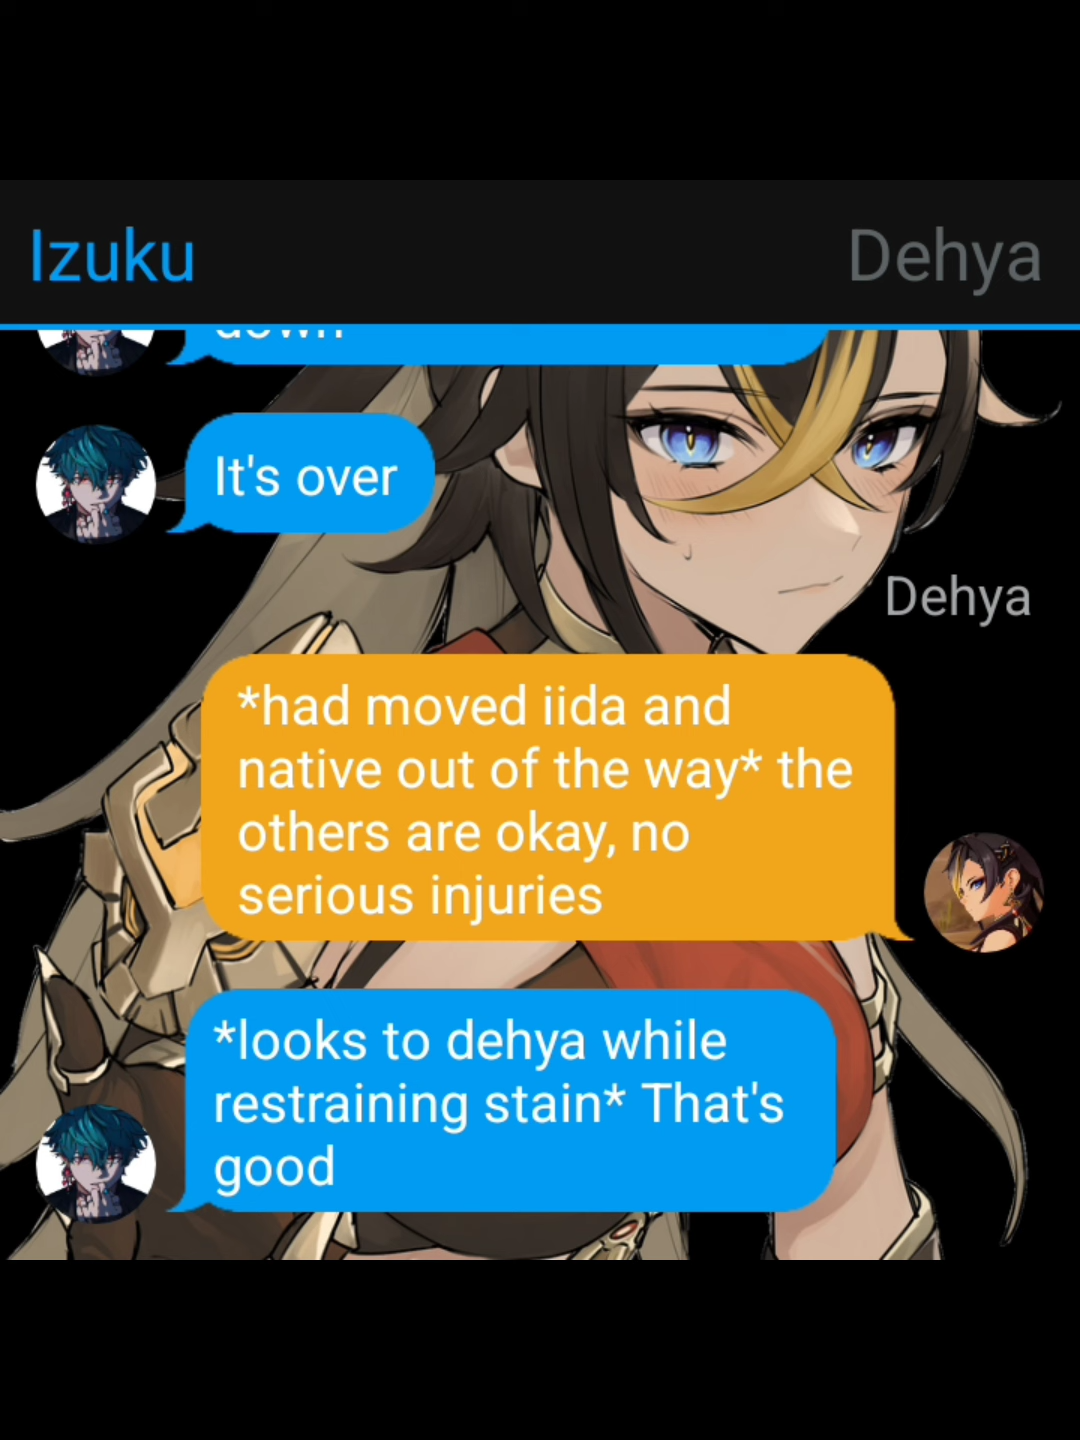 Izuku
Dehya
down
It's over
Dehya
*had moved iida and
native out of the way* the
others are okay, no
serious injuries
*looks to dehya while
restraining stain* That's
good